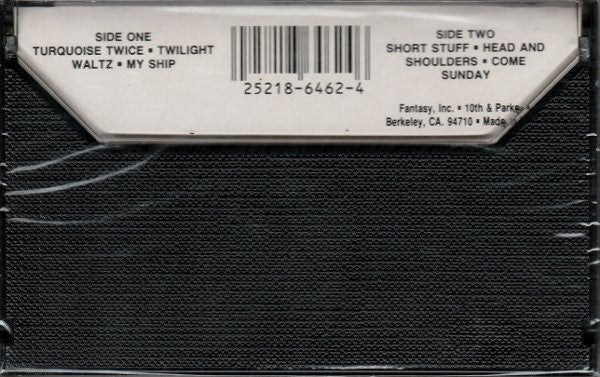 SIDE ONE
TURQUOISE TWICE ▪ TWILIGHT
WALTZ ▪ MY SHIP
25218-6462-4
SIDE TWO
SHORT STUFF ▪ HEAD AND
SHOULDERS ▪ COME
SUNDAY
Fantasy, Inc. ▪ 10th &
Berkeley, CA. 94710 ▪ Made